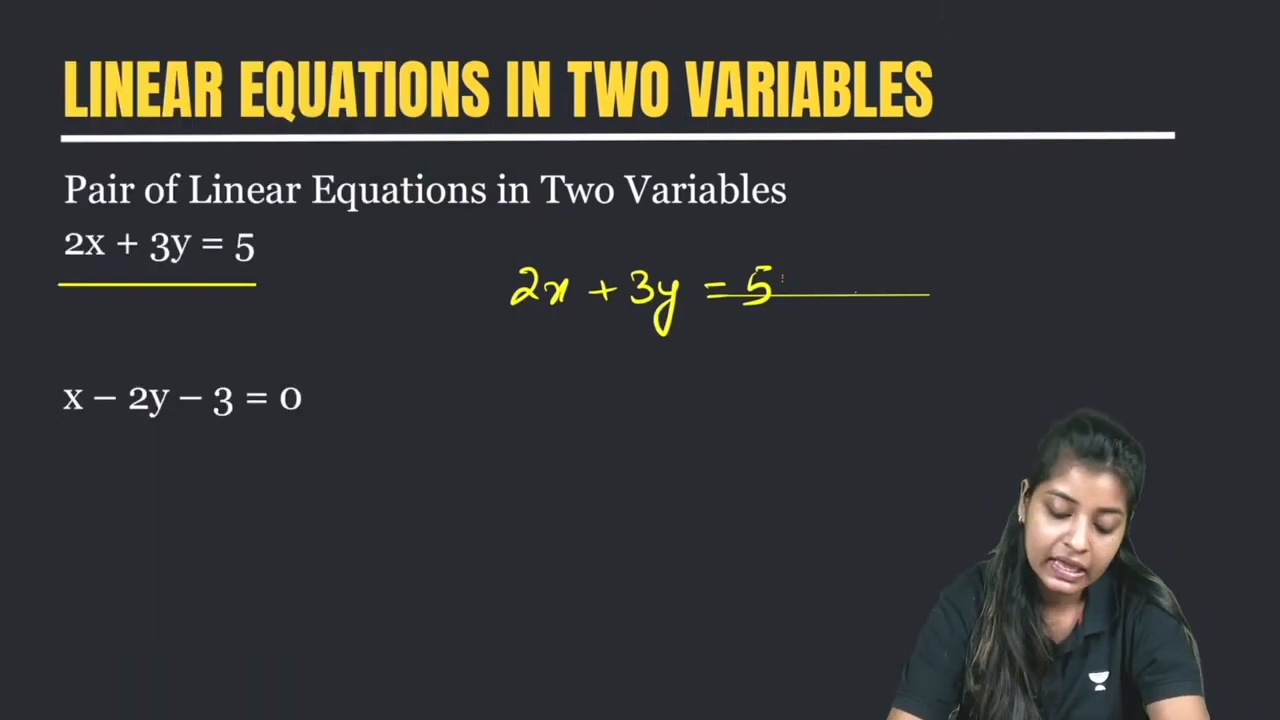 LINEAR EQUATIONS IN TWO VARIABLES
Pair of Linear Equations in Two Variables
2x + 3y = 5
2x + 3y = 5
x – 2y – 3 = 0